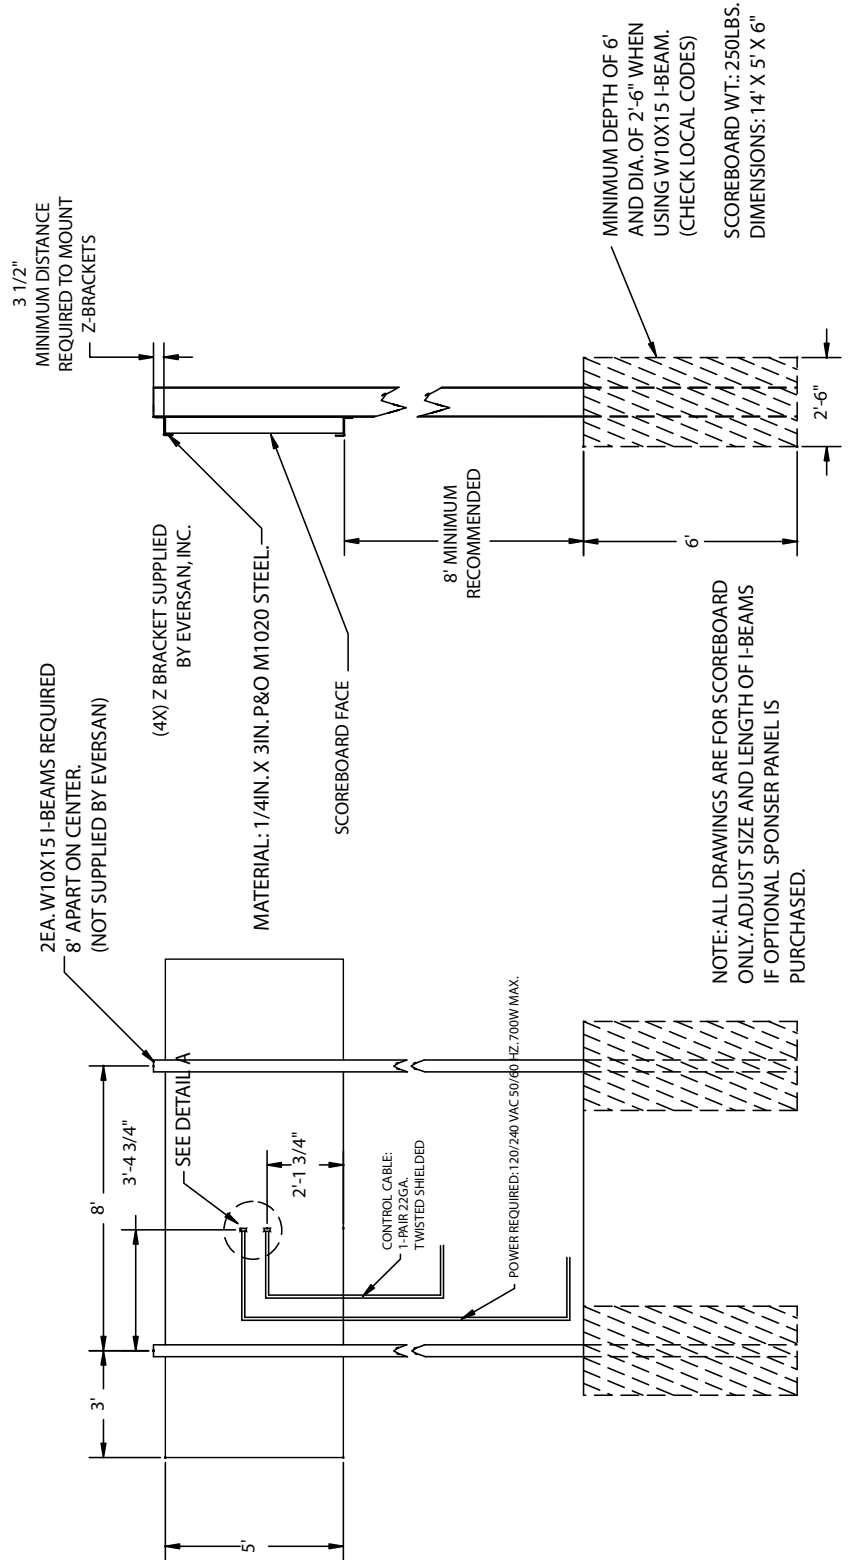 2EA. W10X15 I-BEAMS REQUIRED
8' APART ON CENTER.
(NOT SUPPLIED BY EVERSAN)
3'
8'
3'-4 3/4"
SEE DETAIL A
2'-1 3/4"
5'
CONTROL CABLE:
1-PAIR 22GA.
TWISTED SHIELDED
POWER REQUIRED: 120/240 VAC 50/60 HZ. 700W MAX.
3 1/2"
MINIMUM DISTANCE
REQUIRED TO MOUNT
Z-BRACKETS
(4X) Z BRACKET SUPPLIED
BY EVERSAN, INC.
MATERIAL: 1/4IN. X 3IN. P&O M1020 STEEL.
SCOREBOARD FACE
8' MINIMUM
RECOMMENDED
6'
2'-6"
MINIMUM DEPTH OF 6'
AND DIA. OF 2'-6" WHEN
USING W10X15 I-BEAM.
(CHECK LOCAL CODES)
SCOREBOARD WT.: 250LBS.
DIMENSIONS: 14' X 5' X 6"
NOTE: ALL DRAWINGS ARE FOR SCOREBOARD
ONLY. ADJUST SIZE AND LENGTH OF I-BEAMS
IF OPTIONAL SPONSER PANEL IS
PURCHASED.